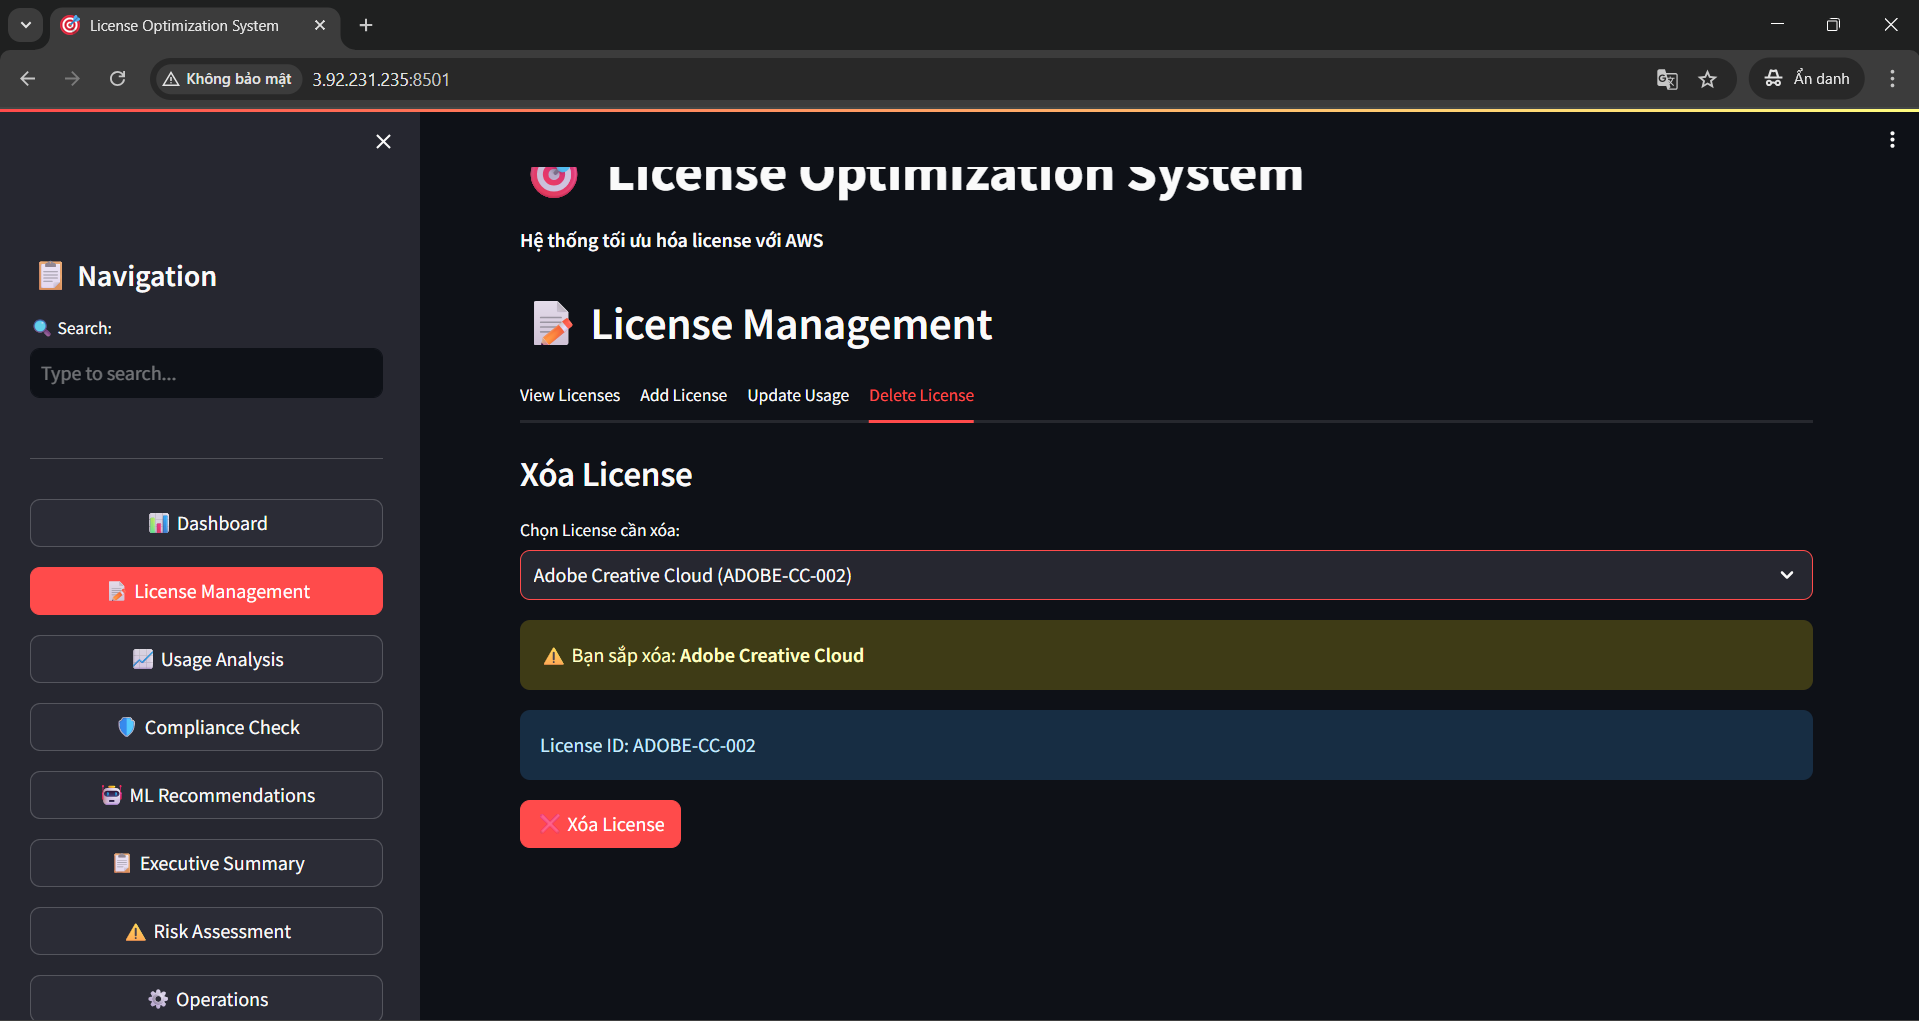 License Optimization System
Không bảo mật
3.92.231.235:8501
Ẩn danh
Navigation
Search:
Type to search...
Dashboard
License Management
Usage Analysis
Compliance Check
ML Recommendations
Executive Summary
Risk Assessment
Operations
License Optimization System
Hệ thống tối ưu hóa license với AWS
License Management
View Licenses Add License Update Usage Delete License
Xóa License
Chọn License cần xóa:
Adobe Creative Cloud (ADOBE-CC-002)
Bạn sắp xóa: Adobe Creative Cloud
License ID: ADOBE-CC-002
Xóa License